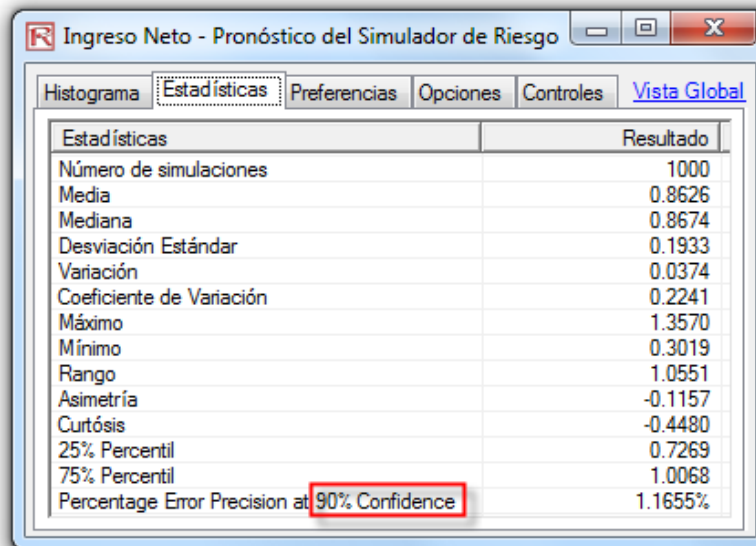 Ingreso Neto - Pronóstico del Simulador de Riesgo
Histograma Estadísticas Preferencias Opciones Controles Vista Global
Estadísticas Resultado
Número de simulaciones 1000
Media 0.8626
Mediana 0.8674
Desviación Estándar 0.1933
Variación 0.0374
Coeficiente de Variación 0.2241
Máximo 1.3570
Mínimo 0.3019
Rango 1.0551
Asimetría -0.1157
Curtósis -0.4480
25% Percentil 0.7269
75% Percentil 1.0068
Percentage Error Precision at 90% Confidence 1.1655%